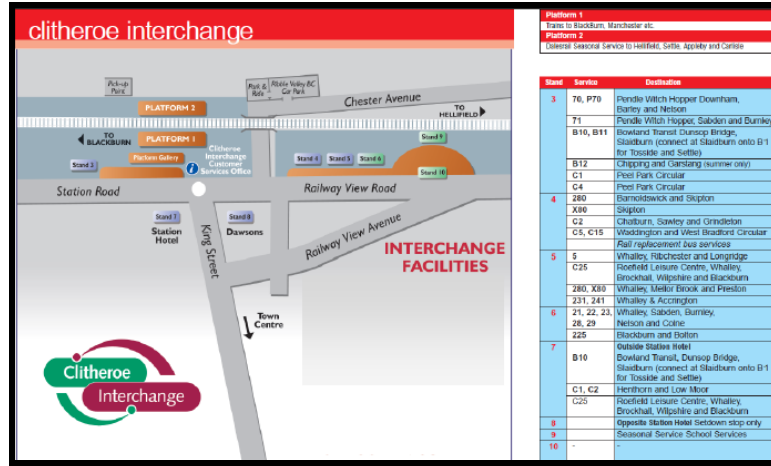 clitheroe interchange
Pick-up
Point
Park &
Ride
Ribble Valley BC
Car Park
Chester Avenue
TO
HELLIFIELD
PLATFORM 2
TO
BLACKBURN
PLATFORM 1
Platform Gallery
Clitheroe
Interchange
Customer
Services Office
Stand 3
Stand 4
Stand 5
Stand 6
Stand 9
Stand 10
Station Road
Railway View Road
Stand 7
Station
Hotel
King Street
Stand 8
Dawsons
Railway View Avenue
INTERCHANGE
FACILITIES
Town
Centre
Clitheroe
Interchange
Platform 1
Trains to Blackburn, Manchester etc.
Platform 2
Dalesrail Seasonal Service to Hellifield, Settle, Appleby and Carlisle
Stand Service Destination
3 70, P70 Pendle Witch Hopper Downham,
Barley and Nelson
71 Pendle Witch Hopper, Sabden and Burnley
B10, B11 Bowland Transit Dunsop Bridge,
Slaidburn (connect at Slaidburn onto B1
for Tosside and Settle)
B12 Chipping and Garstang (summer only)
C1 Peel Park Circular
C4 Peel Park Circular
4 280 Barnoldswick and Skipton
X80 Skipton
C2 Chatburn, Sawley and Grindleton
C5, C15 Waddington and West Bradford Circular
Rail replacement bus services
5 5 Whalley, Ribchester and Longridge
C25 Roefield Leisure Centre, Whalley,
Brockhall, Wilpshire and Blackburn
280, X80 Whalley, Mellor Brook and Preston
231, 241 Whalley & Accrington
6 21, 22, 23, Whalley, Sabden, Burnley,
28, 29 Nelson and Colne
225 Blackburn and Bolton
7 Outside Station Hotel
B10 Bowland Transit, Dunsop Bridge,
Slaidburn (connect at Slaidburn onto B1
for Tosside and Settle)
C1, C2 Henthorn and Low Moor
C25 Roefield Leisure Centre, Whalley,
Brockhall, Wilpshire and Blackburn
8 Opposite Station Hotel Setdown stop only
9 Seasonal Service School Services
10 - -